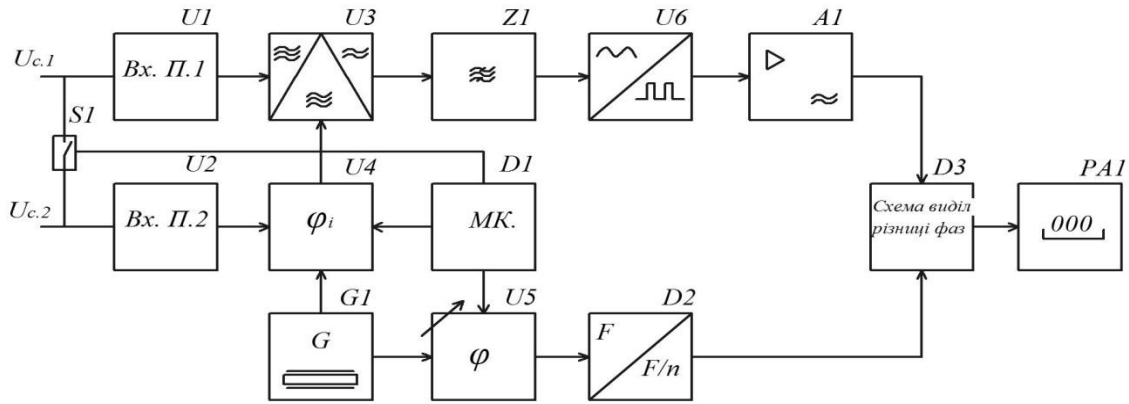 U1
U3
Z1
U6
A1
Uc.1
Вх. П.1
S1
U2
U4
D1
D3
PA1
Uc.2
Вх. П.2
φi
МК.
Схема виділ
різниці фаз
000
G1
U5
D2
G
φ
F
F/n